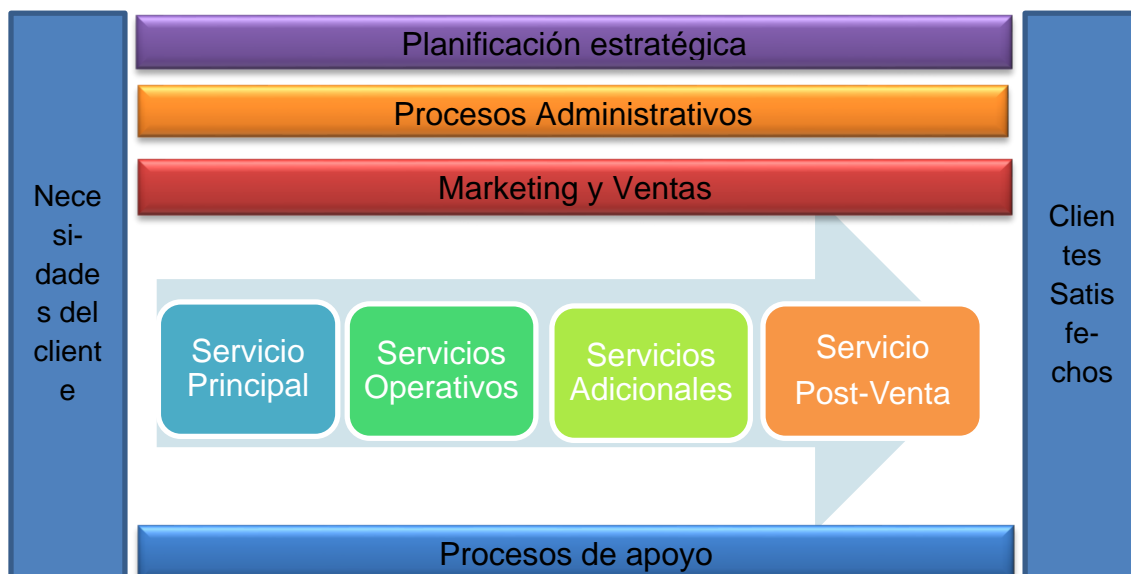 Planificación estratégica
Procesos Administrativos
Marketing y Ventas
Nece
si-
dade
s del
client
e
Servicio
Principal
Servicios
Operativos
Servicios
Adicionales
Servicio
Post-Venta
Clien
tes
Satis
fe-
chos
Procesos de apoyo